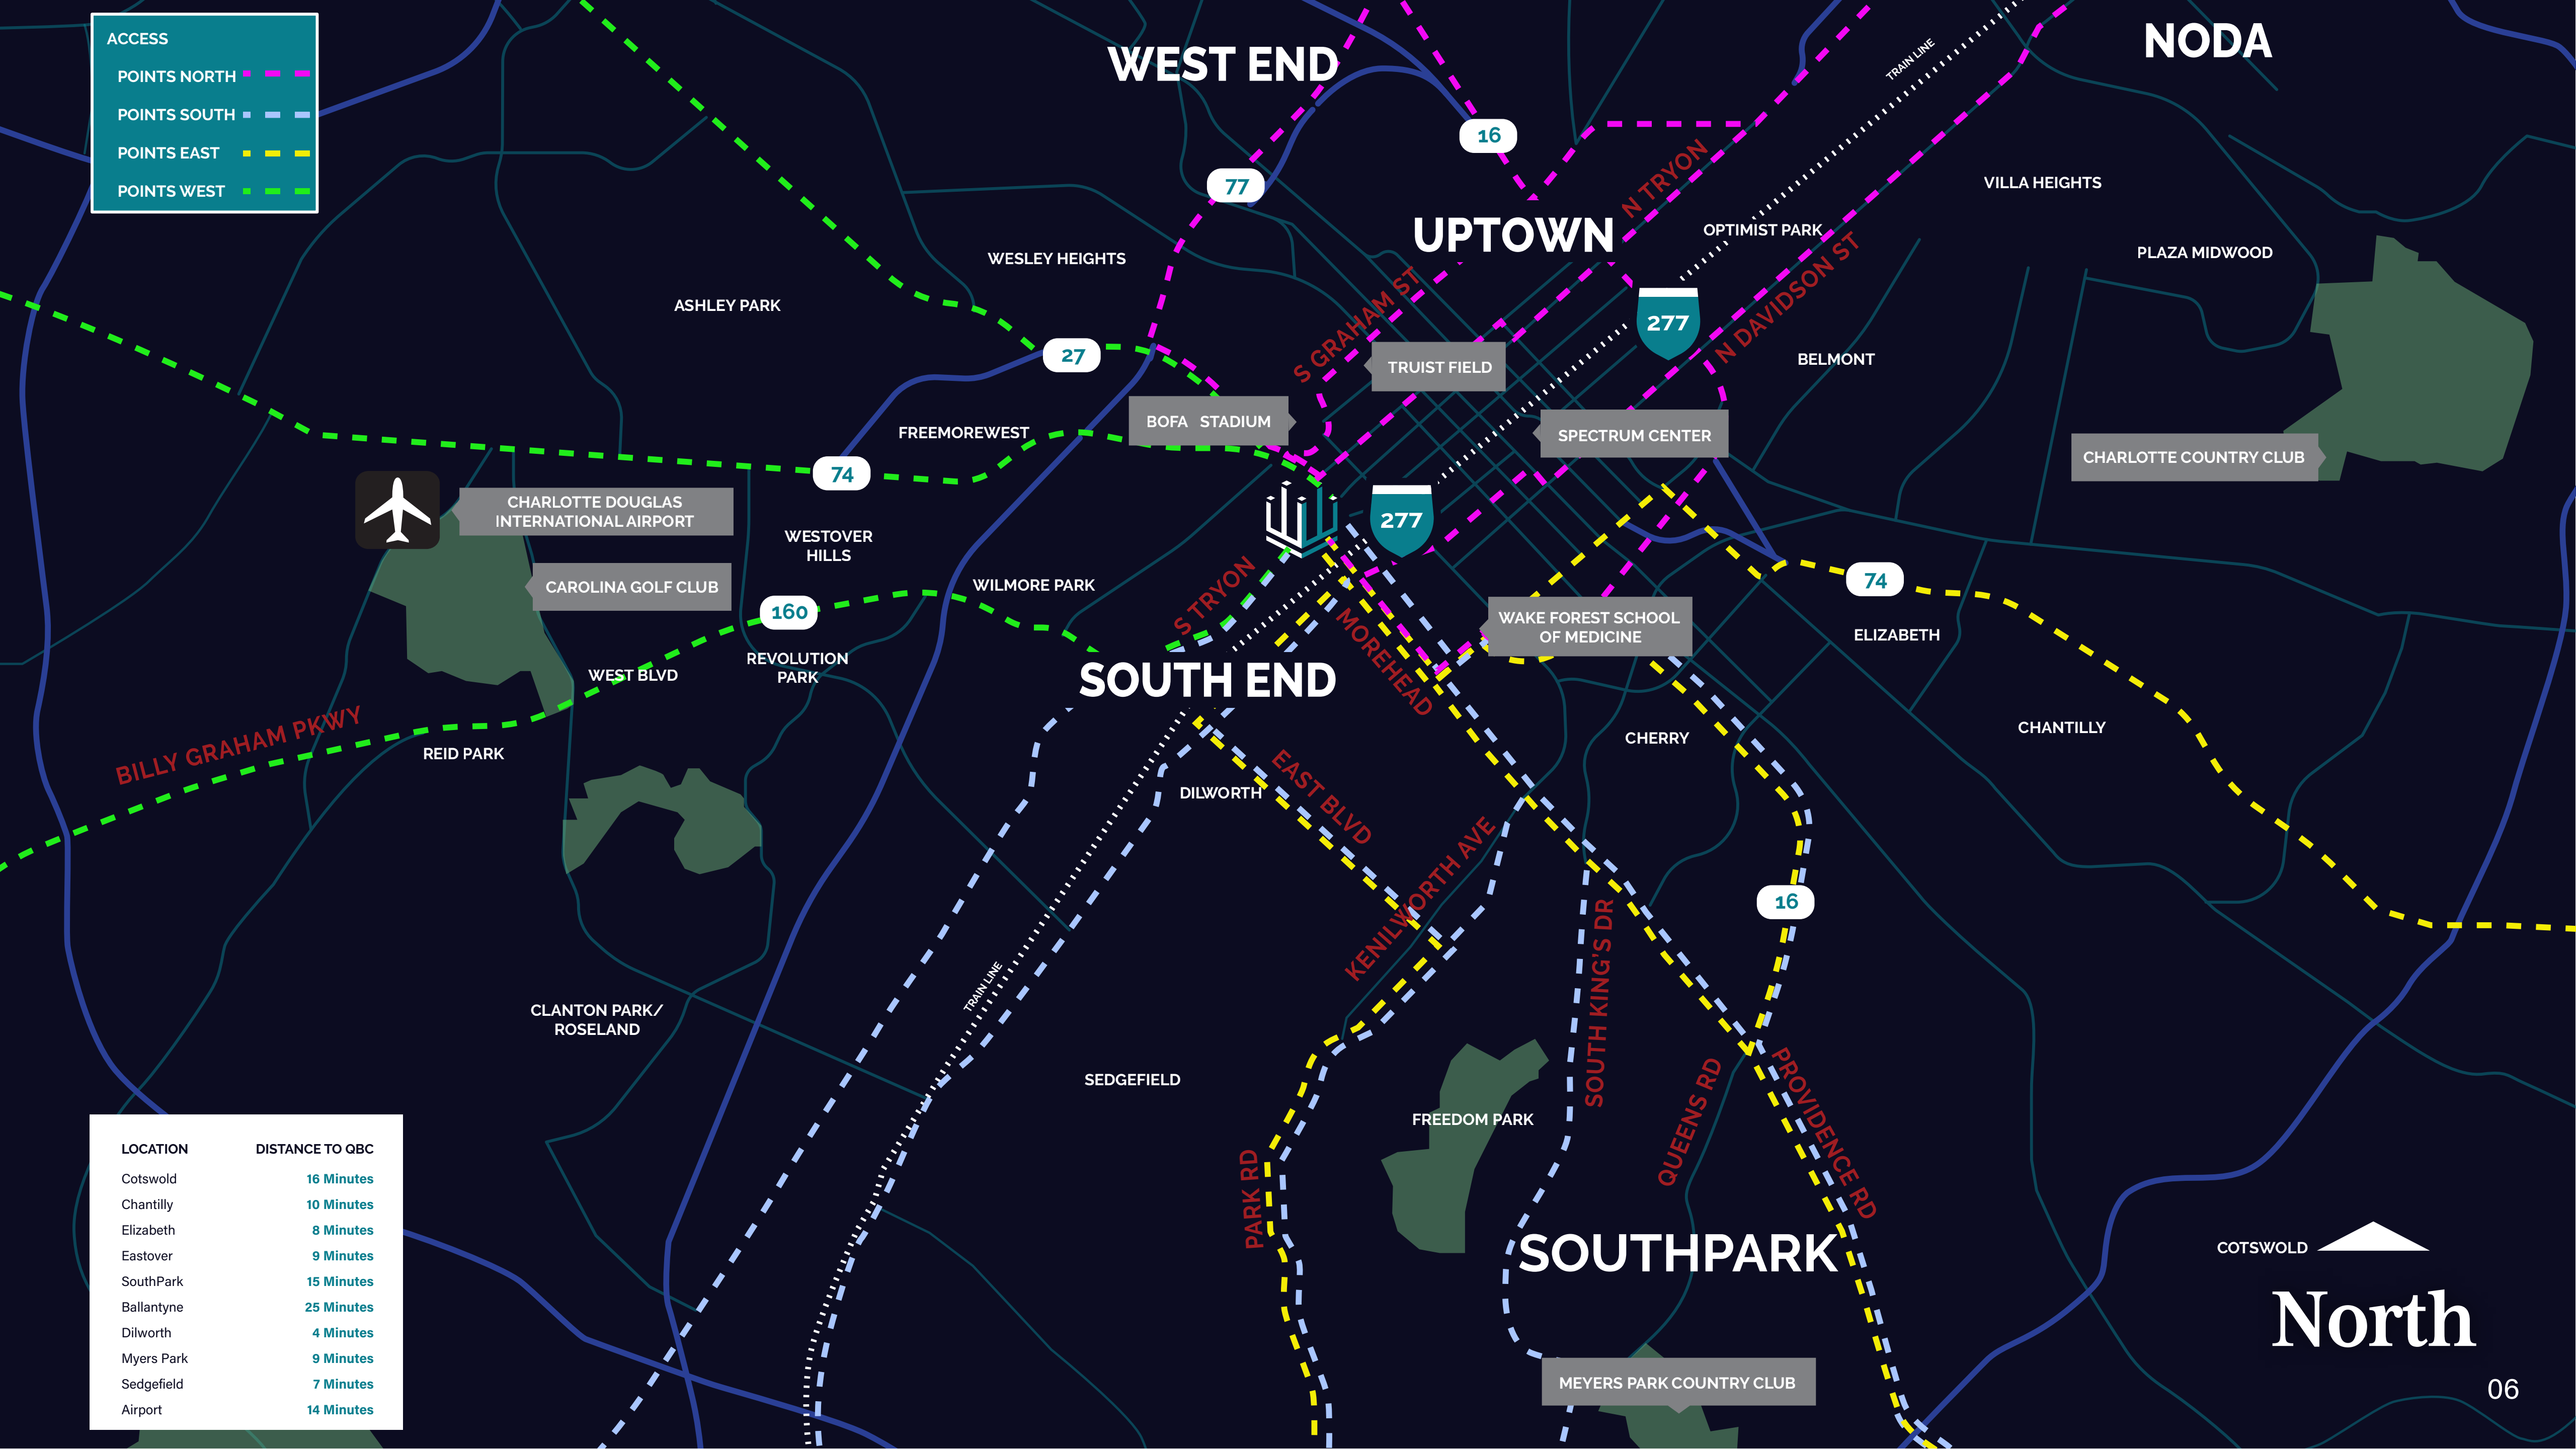 ACCESS
POINTS NORTH
POINTS SOUTH
POINTS EAST
POINTS WEST
WEST END
NODA
TRAIN LINE
16
77
N TRYON
VILLA HEIGHTS
UPTOWN
OPTIMIST PARK
PLAZA MIDWOOD
WESLEY HEIGHTS
ASHLEY PARK
S GRAHAM ST
277
N DAVIDSON ST
27
TRUIST FIELD
BELMONT
BOFA STADIUM
FREEMOREWEST
SPECTRUM CENTER
CHARLOTTE COUNTRY CLUB
74
CHARLOTTE DOUGLAS
INTERNATIONAL AIRPORT
277
WESTOVER
HILLS
CAROLINA GOLF CLUB
WILMORE PARK
74
160
S TRYON
MOREHEAD
WAKE FOREST SCHOOL
OF MEDICINE
ELIZABETH
REVOLUTION
PARK
WEST BLVD
SOUTH END
BILLY GRAHAM PKWY
REID PARK
CHERRY
CHANTILLY
DILWORTH
EAST BLVD
KENILWORTH AVE
16
SOUTH KING'S DR
TRAIN LINE
CLANTON PARK/
ROSELAND
SEDGEFIELD
FREEDOM PARK
QUEENS RD
PROVIDENCE RD
PARK RD
SOUTHPARK
COTSWOLD
North
MEYERS PARK COUNTRY CLUB
06
LOCATION DISTANCE TO QBC
Cotswold 16 Minutes
Chantilly 10 Minutes
Elizabeth 8 Minutes
Eastover 9 Minutes
SouthPark 15 Minutes
Ballantyne 25 Minutes
Dilworth 4 Minutes
Myers Park 9 Minutes
Sedgefield 7 Minutes
Airport 14 Minutes